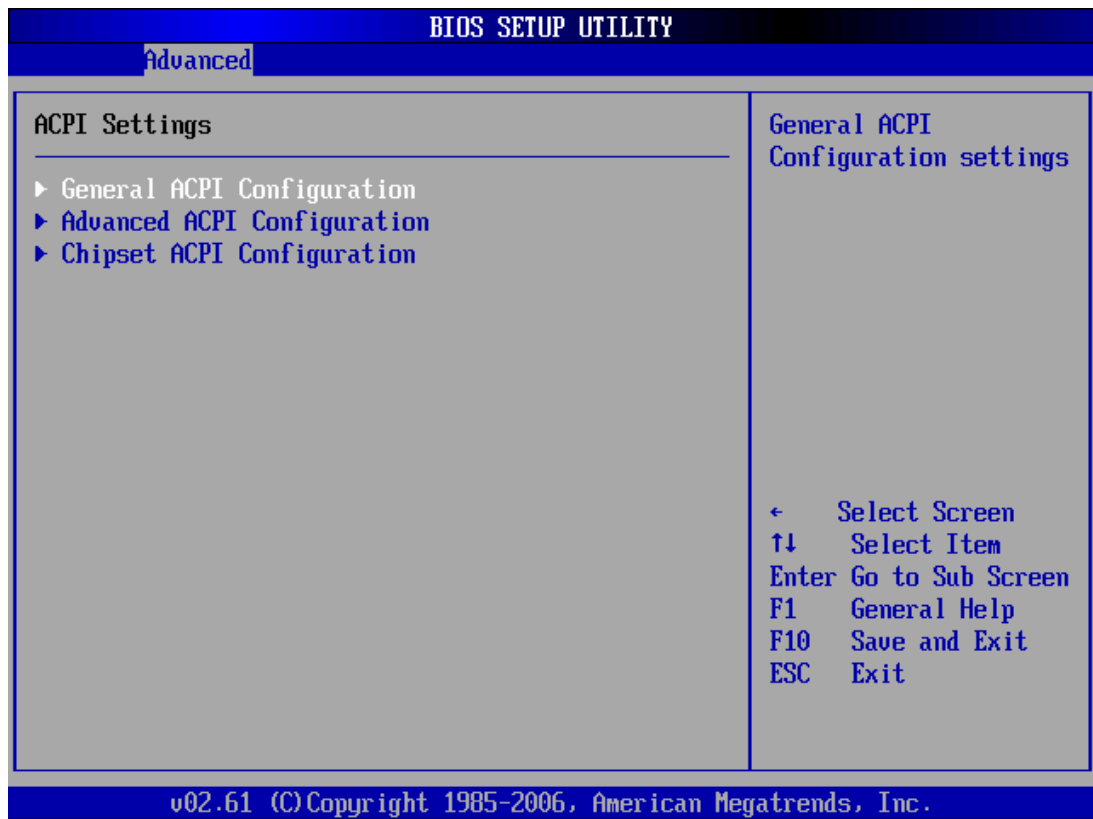 BIOS SETUP UTILITY
Advanced
ACPI Settings
General ACPI Configuration
Advanced ACPI Configuration
Chipset ACPI Configuration
General ACPI
Configuration settings
← Select Screen
↑↓ Select Item
Enter Go to Sub Screen
F1 General Help
F10 Save and Exit
ESC Exit
v02.61 (C)Copyright 1985-2006, American Megatrends, Inc.